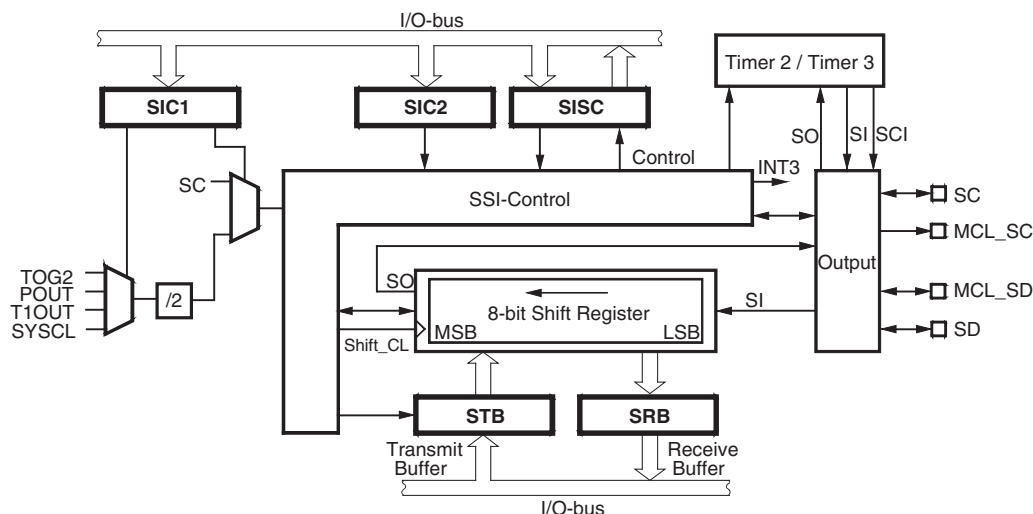 I/O-bus
Timer 2 / Timer 3
SIC1
SIC2
SISC
SO
SI
SCI
Control
INT3
SC
SSI-Control
SC
MCL_SC
Output
TOG2
POUT
T1OUT
SYSCL
/2
SO
SI
MCL_SD
SD
8-bit Shift Register
MSB
LSB
Shift_CL
STB
SRB
Transmit
Buffer
Receive
Buffer
I/O-bus